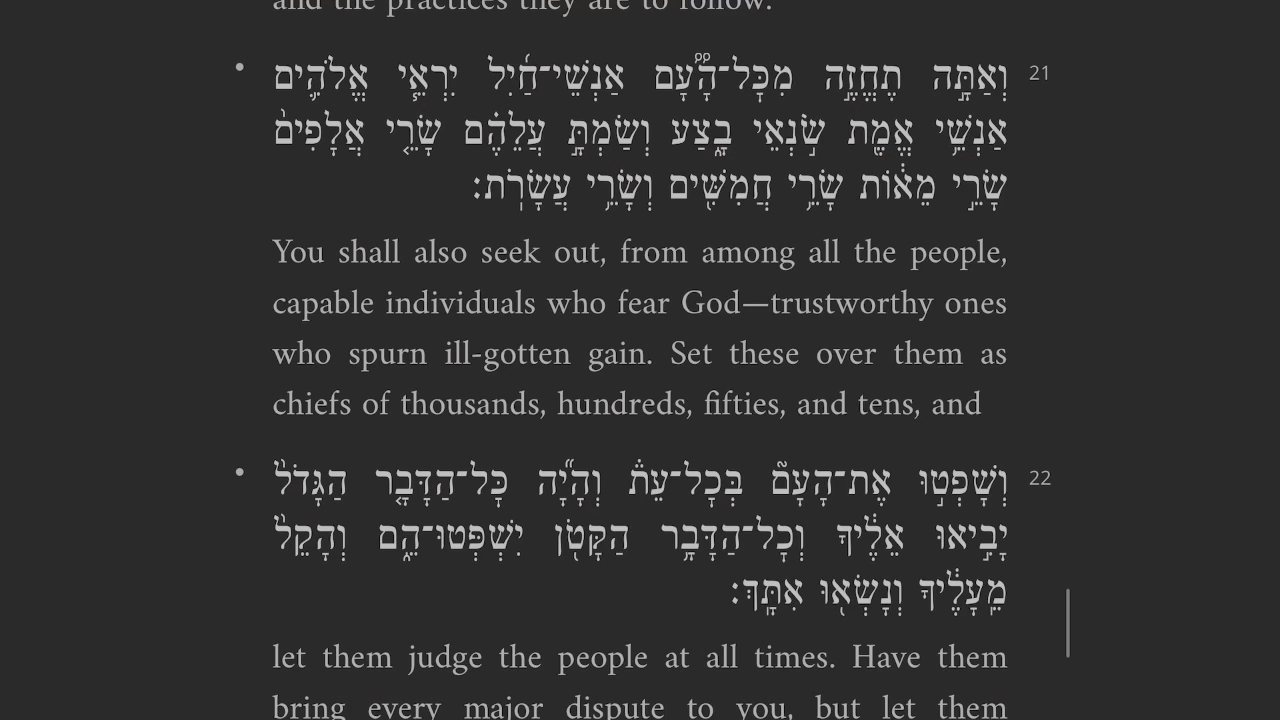 and the practices they are to follow.
21
וְאַתָּ֣ה תֶחֱזֶ֣ה מִכׇּל־הָ֠עָ֠ם אַנְשֵׁי־חַ֜יִל יִרְאֵ֧י אֱלֹהִ֛ים
אַנְשֵׁ֥י אֱמֶ֖ת שֹׂ֣נְאֵי בָ֑צַע וְשַׂמְתָּ֣ עֲלֵהֶ֗ם שָׂרֵ֤י אֲלָפִים֙
שָׂרֵ֣י מֵא֔וֹת שָׂרֵ֥י חֲמִשִּׁ֖ים וְשָׂרֵ֥י עֲשָׂרֹֽת׃
You shall also seek out, from among all the people,
capable individuals who fear God—trustworthy ones
who spurn ill-gotten gain. Set these over them as
chiefs of thousands, hundreds, fifties, and tens, and
22
וְשָׁפְט֣וּ אֶת־הָעָם֮ בְּכׇל־עֵת֒ וְהָיָ֞ה כׇּל־הַדָּבָ֤ר הַגָּדֹל֙
יָבִ֣יאוּ אֵלֶ֔יךָ וְכׇל־הַדָּבָ֥ר הַקָּטֹ֖ן יִשְׁפְּטוּ־הֵ֑ם וְהָקֵל֙
מֵֽעָלֶ֔יךָ וְנָשְׂא֖וּ אִתָּֽךְ׃
let them judge the people at all times. Have them
bring every major dispute to you, but let them